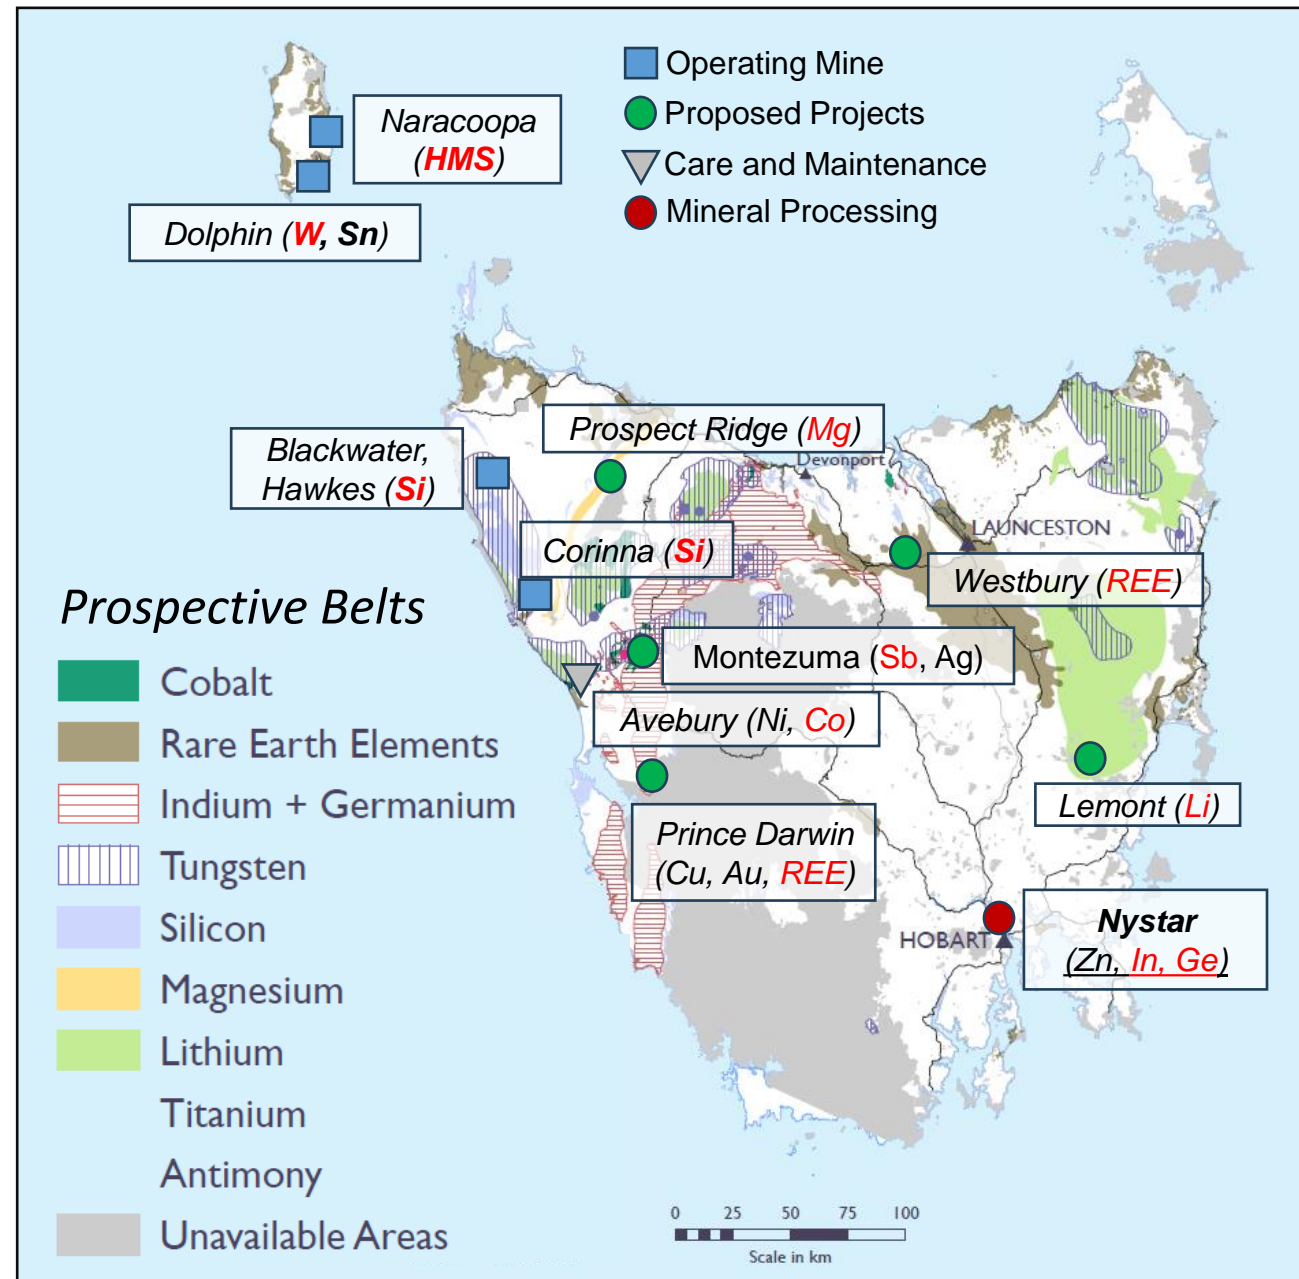 Operating Mine
Proposed Projects
Care and Maintenance
Mineral Processing
Naracoopa
(HMS)
Dolphin (W, Sn)
Prospect Ridge (Mg)
Devonport
Blackwater,
Hawkes (Si)
Corinna (Si)
LAUNCESTON
Westbury (REE)
Montezuma (Sb, Ag)
Avebury (Ni, Co)
Lemont (Li)
Prince Darwin
(Cu, Au, REE)
HOBART
Nystar
(Zn, In, Ge)
Prospective Belts
Cobalt
Rare Earth Elements
Indium + Germanium
Tungsten
Silicon
Magnesium
Lithium
Titanium
Antimony
Unavailable Areas
0 25 50 75 100
Scale in km